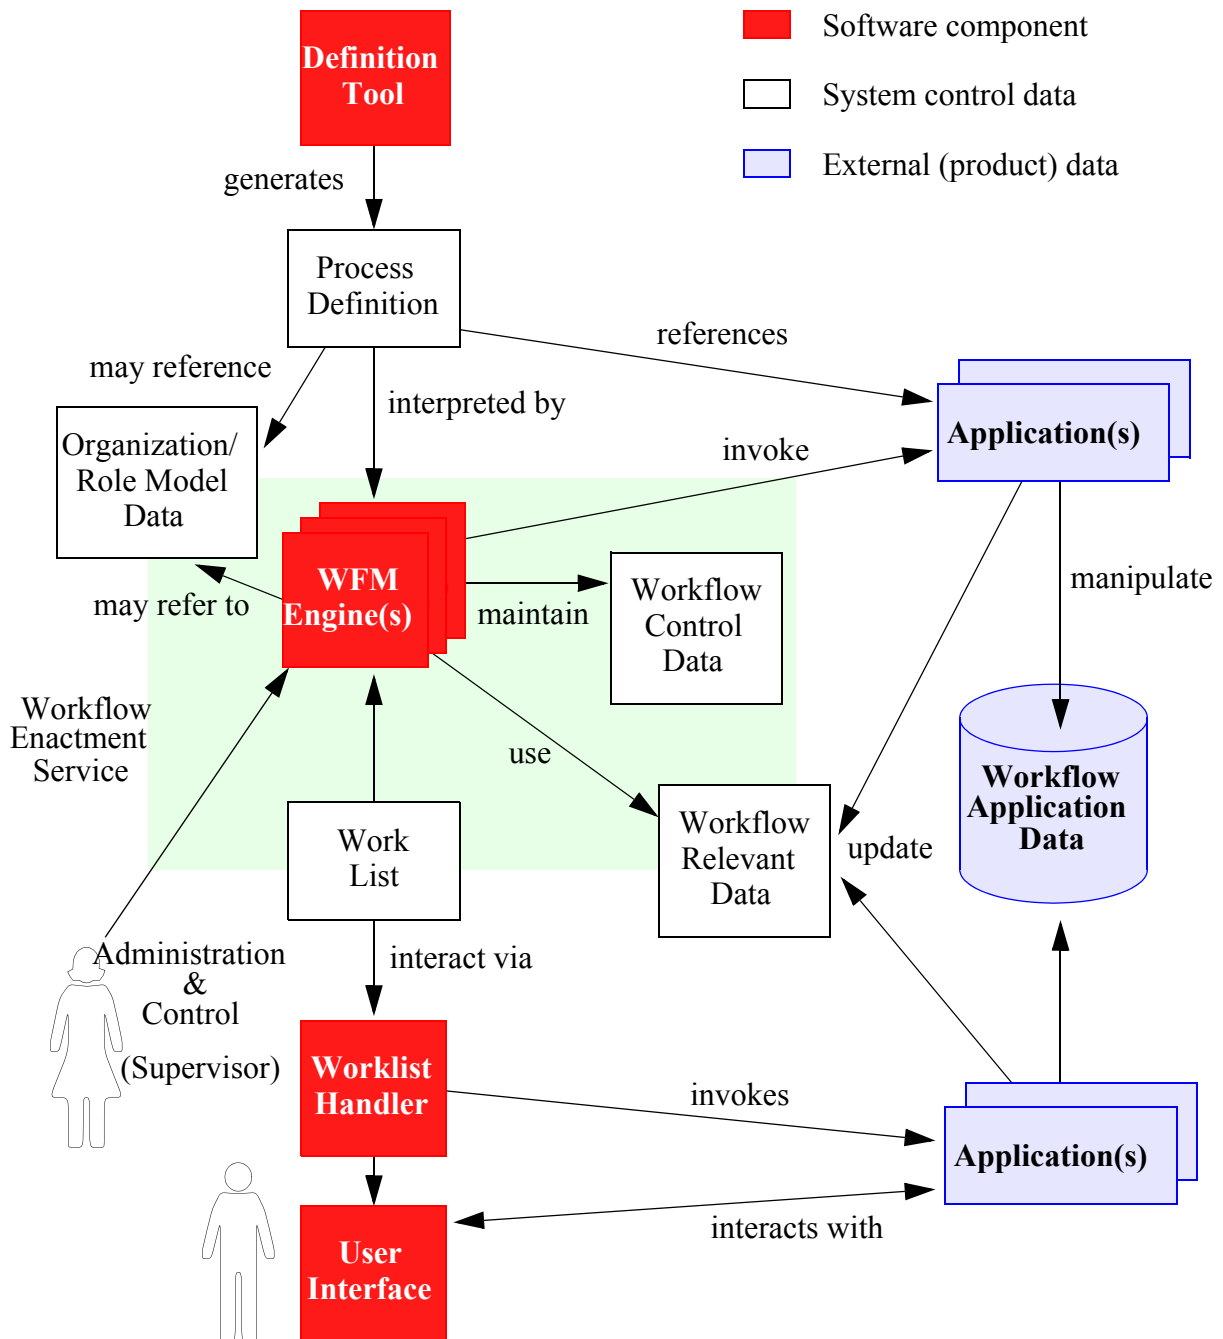 Definition
Tool
Software component
System control data
External (product) data
generates
Process
Definition
references
may reference
interpreted by
Organization/
Role Model
Data
invoke
Application(s)
WFM
Engine(s)
may refer to
maintain
Workflow
Control
Data
manipulate
Workflow
Enactment
Service
use
Work
List
Workflow
Relevant
Data
update
Workflow
Application
Data
Administration
&
Control
(Supervisor)
interact via
Worklist
Handler
invokes
Application(s)
interacts with
User
Interface